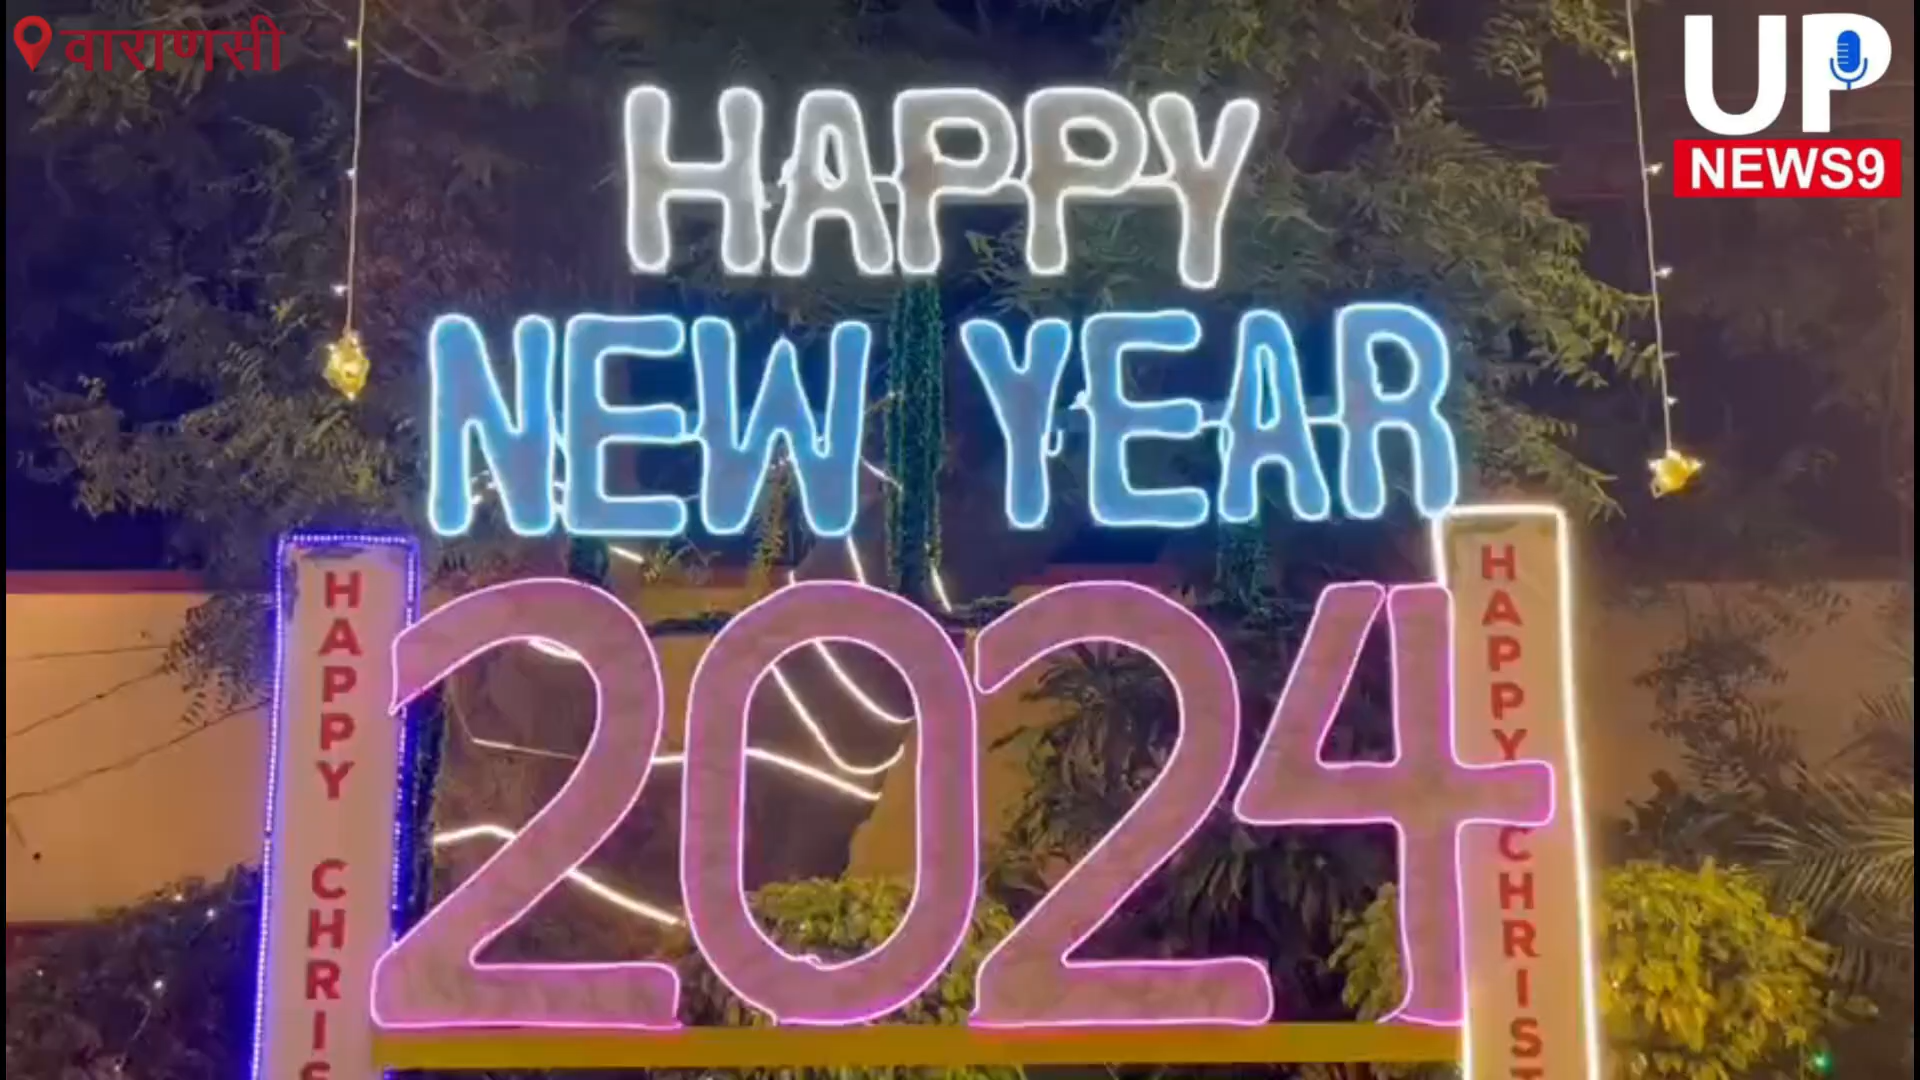 वाराणसी
UP
NEWS9
HAPPY
NEW YEAR
2024
HAPPY CHRIS
HAPPY CHRIST